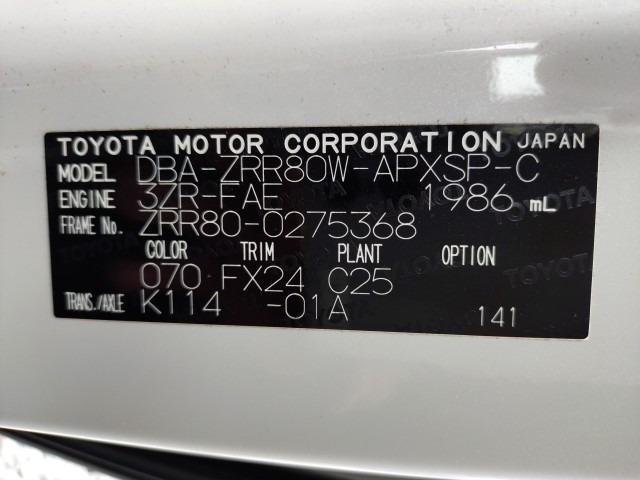 TOYOTA MOTOR CORPORATION JAPAN
MODEL DBA-ZRR80W-APXSP-C
ENGINE 3ZR-FAE 1986 mL
FRAME No. ZRR80-0275368
COLOR TRIM PLANT OPTION
070 FX24 C25
TRANS./AXLE K114 -01A 141